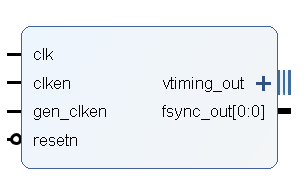 clk
clken
gen_clken
resetn
vtiming_out
fsync_out[0:0]